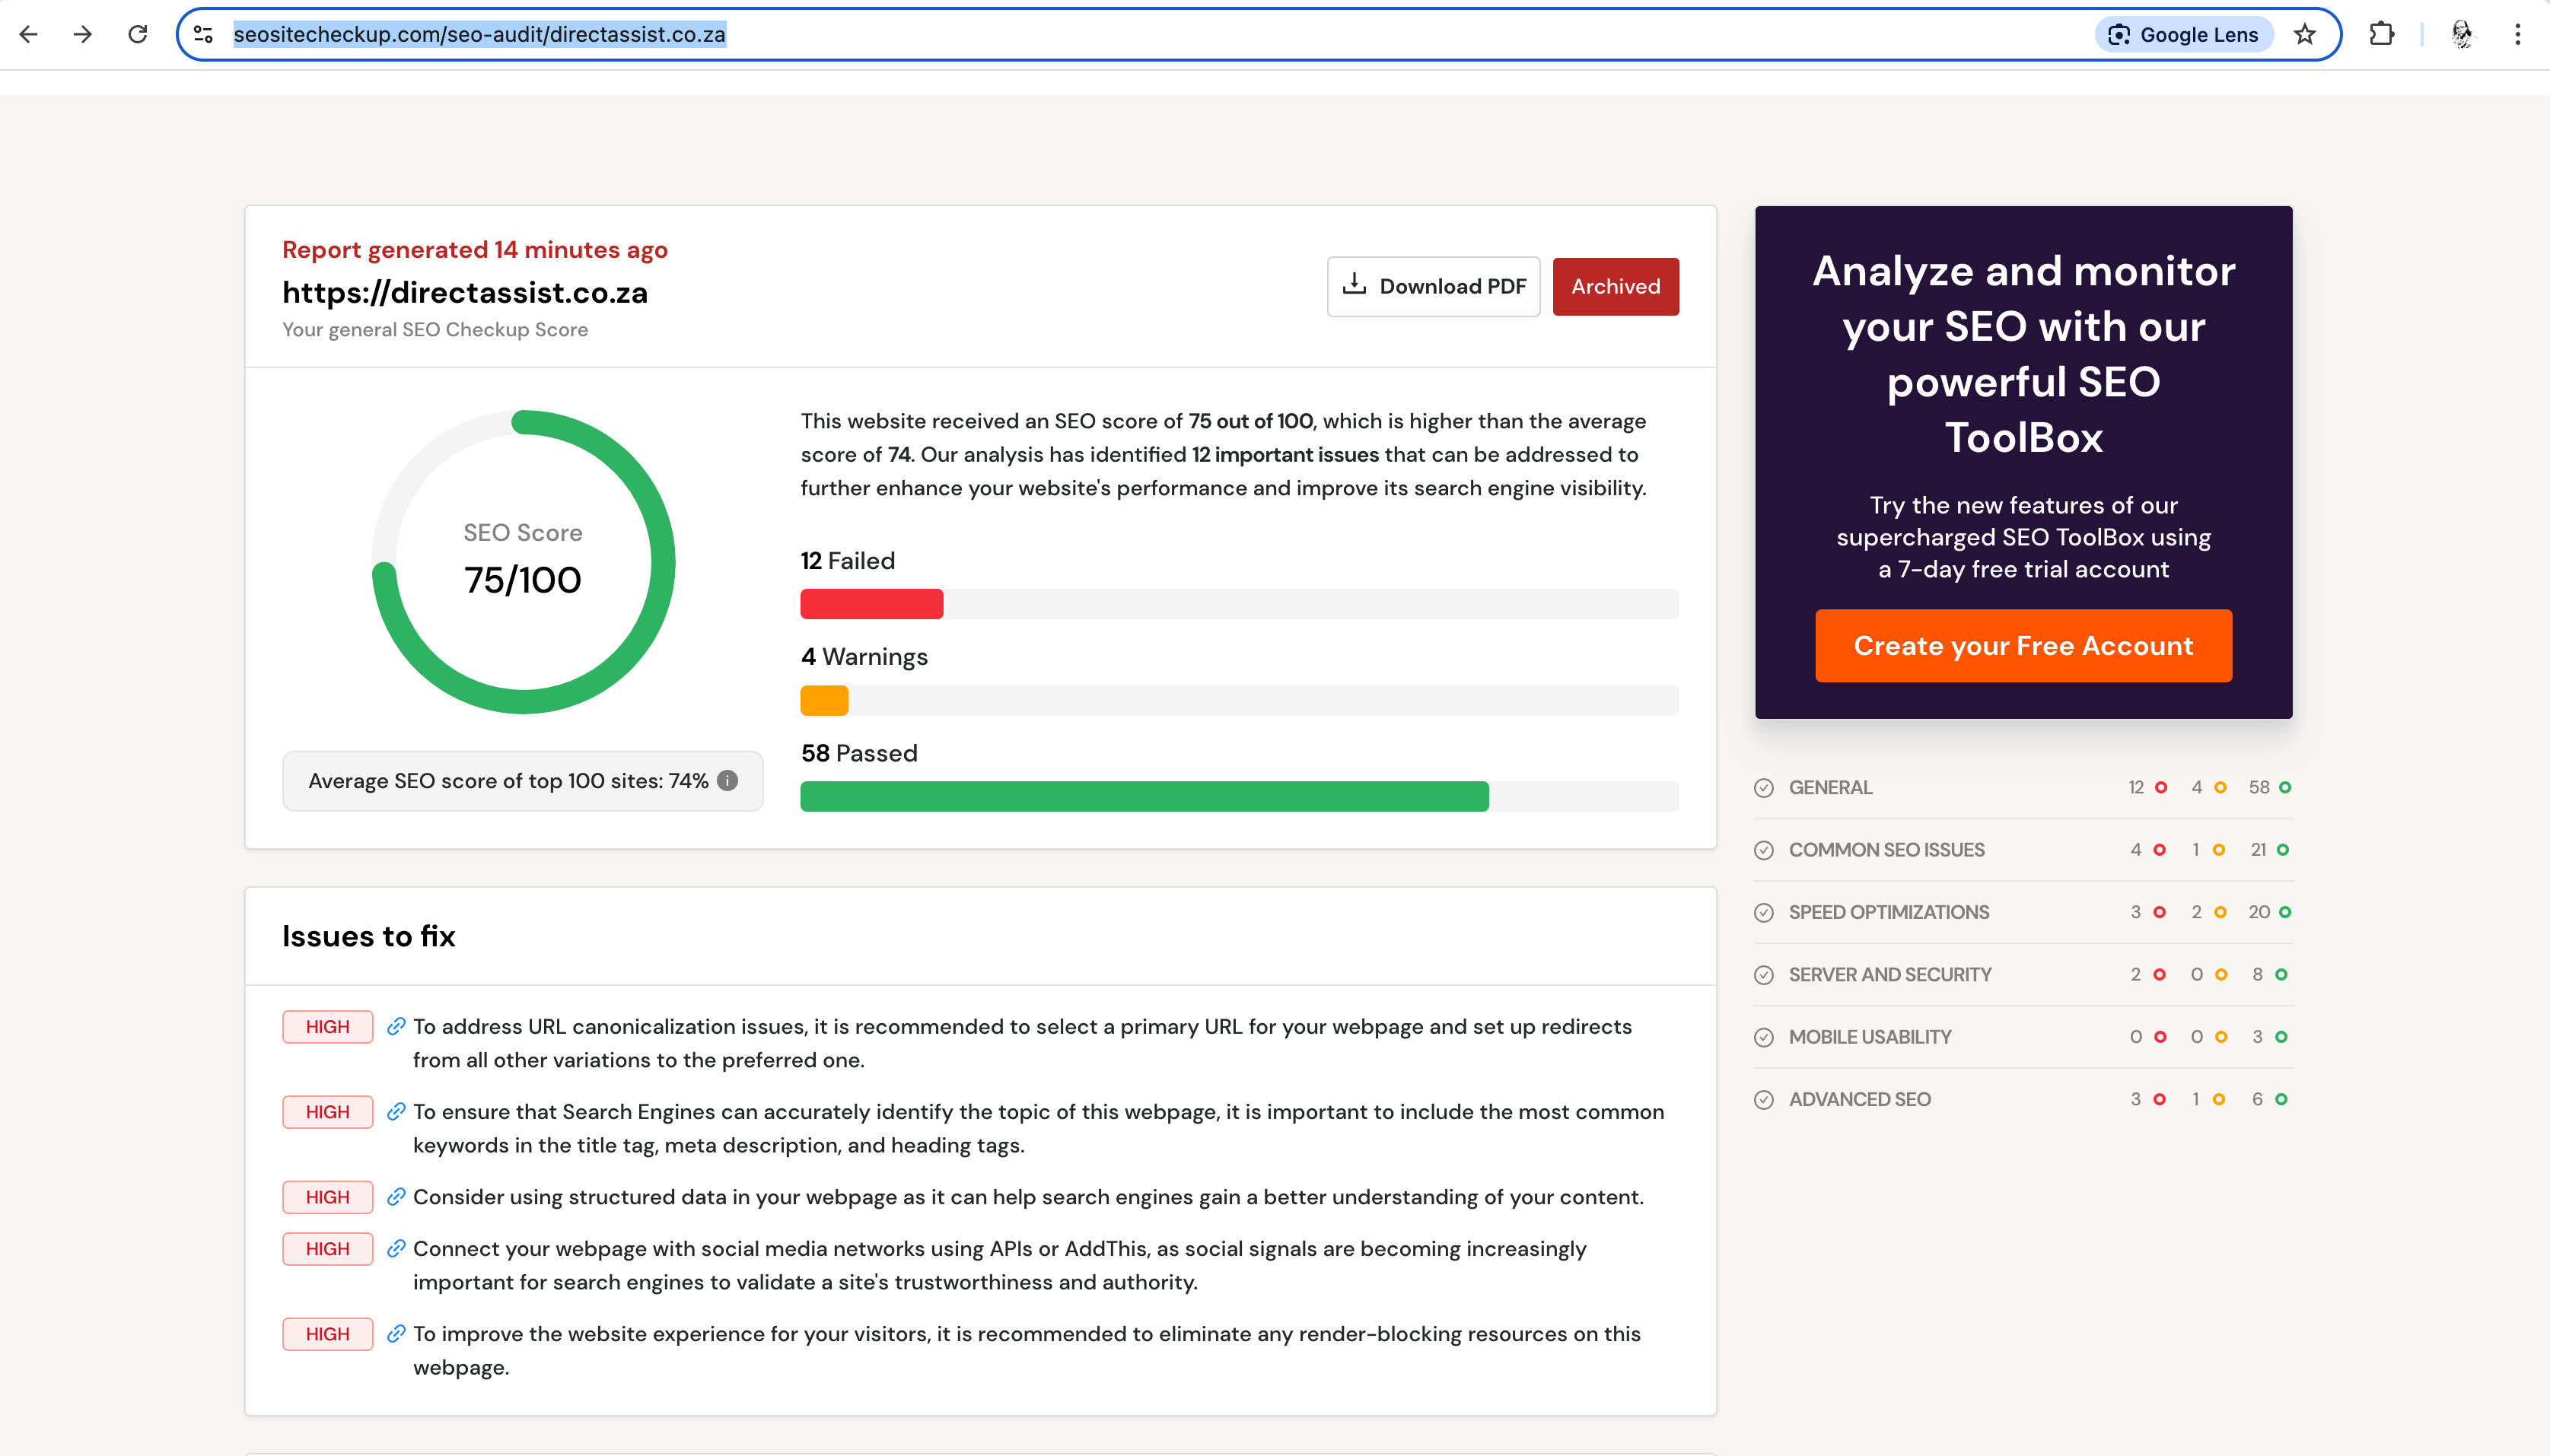 seositecheckup.com/seo-audit/directassist.co.za
Google Lens
Report generated 14 minutes ago
https://directassist.co.za
Your general SEO Checkup Score
Download PDF
Archived
SEO Score
75/100
Average SEO score of top 100 sites: 74%
This website received an SEO score of 75 out of 100, which is higher than the average
score of 74. Our analysis has identified 12 important issues that can be addressed to
further enhance your website's performance and improve its search engine visibility.
12 Failed
4 Warnings
58 Passed
Issues to fix
HIGH To address URL canonicalization issues, it is recommended to select a primary URL for your webpage and set up redirects
from all other variations to the preferred one.
HIGH To ensure that Search Engines can accurately identify the topic of this webpage, it is important to include the most common
keywords in the title tag, meta description, and heading tags.
HIGH Consider using structured data in your webpage as it can help search engines gain a better understanding of your content.
HIGH Connect your webpage with social media networks using APIs or AddThis, as social signals are becoming increasingly
important for search engines to validate a site's trustworthiness and authority.
HIGH To improve the website experience for your visitors, it is recommended to eliminate any render-blocking resources on this
webpage.
Analyze and monitor
your SEO with our
powerful SEO
ToolBox
Try the new features of our
supercharged SEO ToolBox using
a 7-day free trial account
Create your Free Account
GENERAL 12 4 58
COMMON SEO ISSUES 4 1 21
SPEED OPTIMIZATIONS 3 2 20
SERVER AND SECURITY 2 0 8
MOBILE USABILITY 0 0 3
ADVANCED SEO 3 1 6